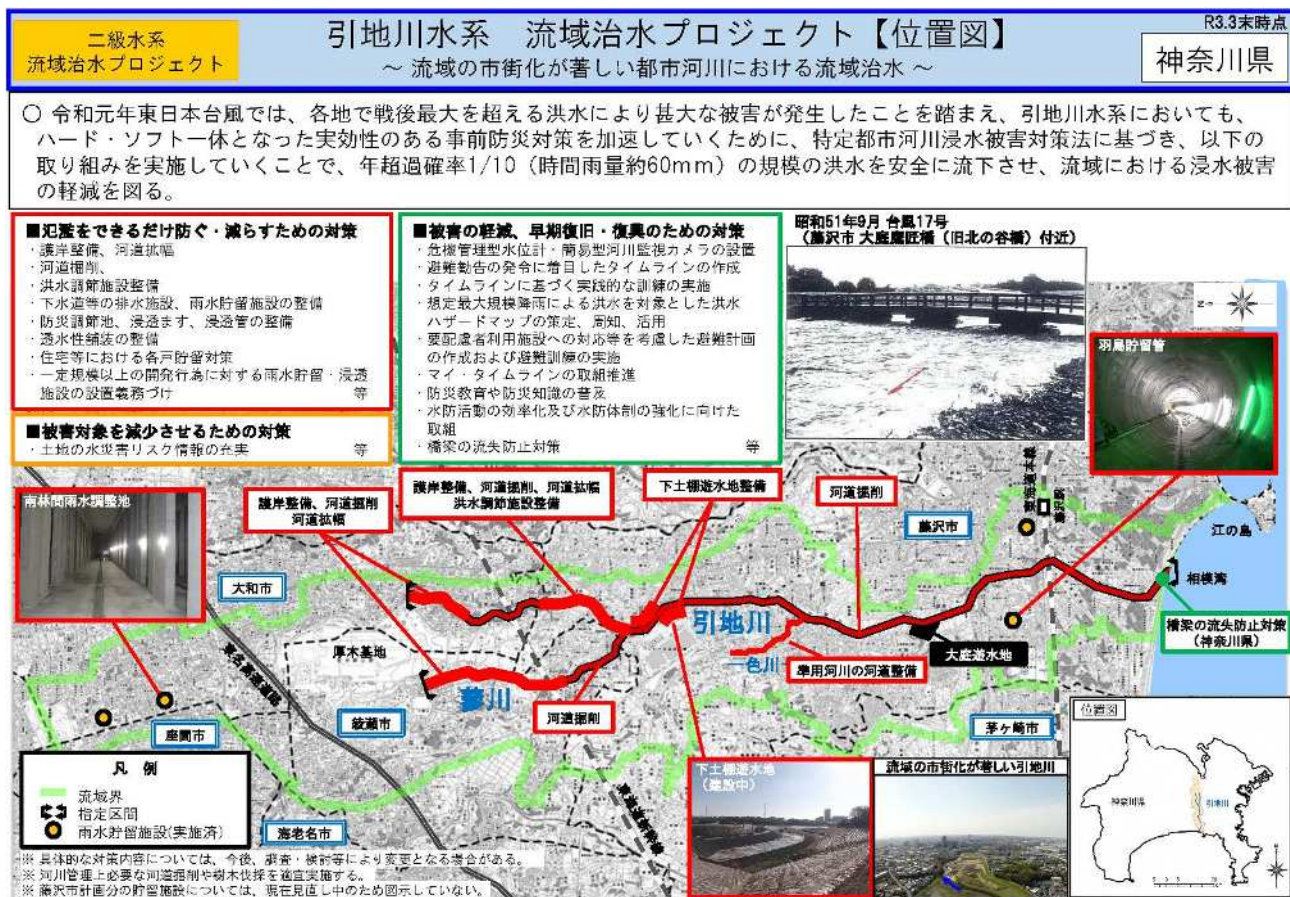 二級水系
流域治水プロジェクト
引地川水系 流域治水プロジェクト【位置図】
~ 流域の市街化が著しい都市河川における流域治水 ~
R3.3末時点
神奈川県
○ 令和元年東日本台風では、各地で戦後最大を超える洪水により甚大な被害が発生したことを踏まえ、引地川水系においても、
ハード・ソフト一体となった実効性のある事前防災対策を加速していくために、特定都市河川浸水被害対策法に基づき、以下の
取り組みを実施していくことで、年超過確率1/10（時間雨量約60mm）の規模の洪水を安全に流下させ、流域における浸水被害
の軽減を図る。
■氾濫をできるだけ防ぐ・減らすための対策
・護岸整備、河道拡幅
・河道掘削、
・洪水調節施設整備
・下水道等の排水施設、雨水貯留施設の整備
・防災調節池、浸透ます、浸透管の整備
・透水性舗装の整備
・住宅等における各戸貯留対策
・一定規模以上の開発行為に対する雨水貯留・浸透
施設の設置義務づけ 等
■被害対象を減少させるための対策
・土地の水災害リスク情報の充実 等
■被害の軽減、早期復旧・復興のための対策
・危機管理型水位計・簡易型河川監視カメラの設置
・避難勧告の発令に着目したタイムラインの作成
・タイムラインに基づく実践的な訓練の実施
・想定最大規模降雨による洪水を対象とした洪水
ハザードマップの策定、周知、活用
・要配慮者利用施設への対応等を考慮した避難計画
の作成および避難訓練の実施
・マイ・タイムラインの取組推進
・防災教育や防災知識の普及
・水防活動の効率化及び水防体制の強化に向けた
取組
・橋梁の流失防止対策 等
昭和51年9月 台風17号
（藤沢市 大庭鷹匠橋（旧北の谷橋）付近）
羽鳥貯留管
南林間雨水調整池
護岸整備、河道掘削
河道拡幅
護岸整備、河道掘削、河道拡幅
洪水調節施設整備
下土棚遊水地整備
河道掘削
藤沢市
東海道本線
藤沢駅
江の島
相模湾
橋梁の流失防止対策
（神奈川県）
大和市
厚木基地
東名高速道路
引地川
一色川
大庭遊水地
準用河川の河道整備
蓼川
河道掘削
綾瀬市
座間市
茅ヶ崎市
海老名市
東海道新幹線
凡 例
流域界
指定区間
雨水貯留施設(実施済)
※ 具体的な対策内容については、今後、調査・検討等により変更となる場合がある。
※ 河川管理上必要な河道掘削や樹木伐採を適宜実施する。
※ 藤沢市計画分の貯留施設については、現在見直し中のため図示していない。
下土棚遊水地
（建設中）
流域の市街化が著しい引地川
位置図
神奈川県
引地川